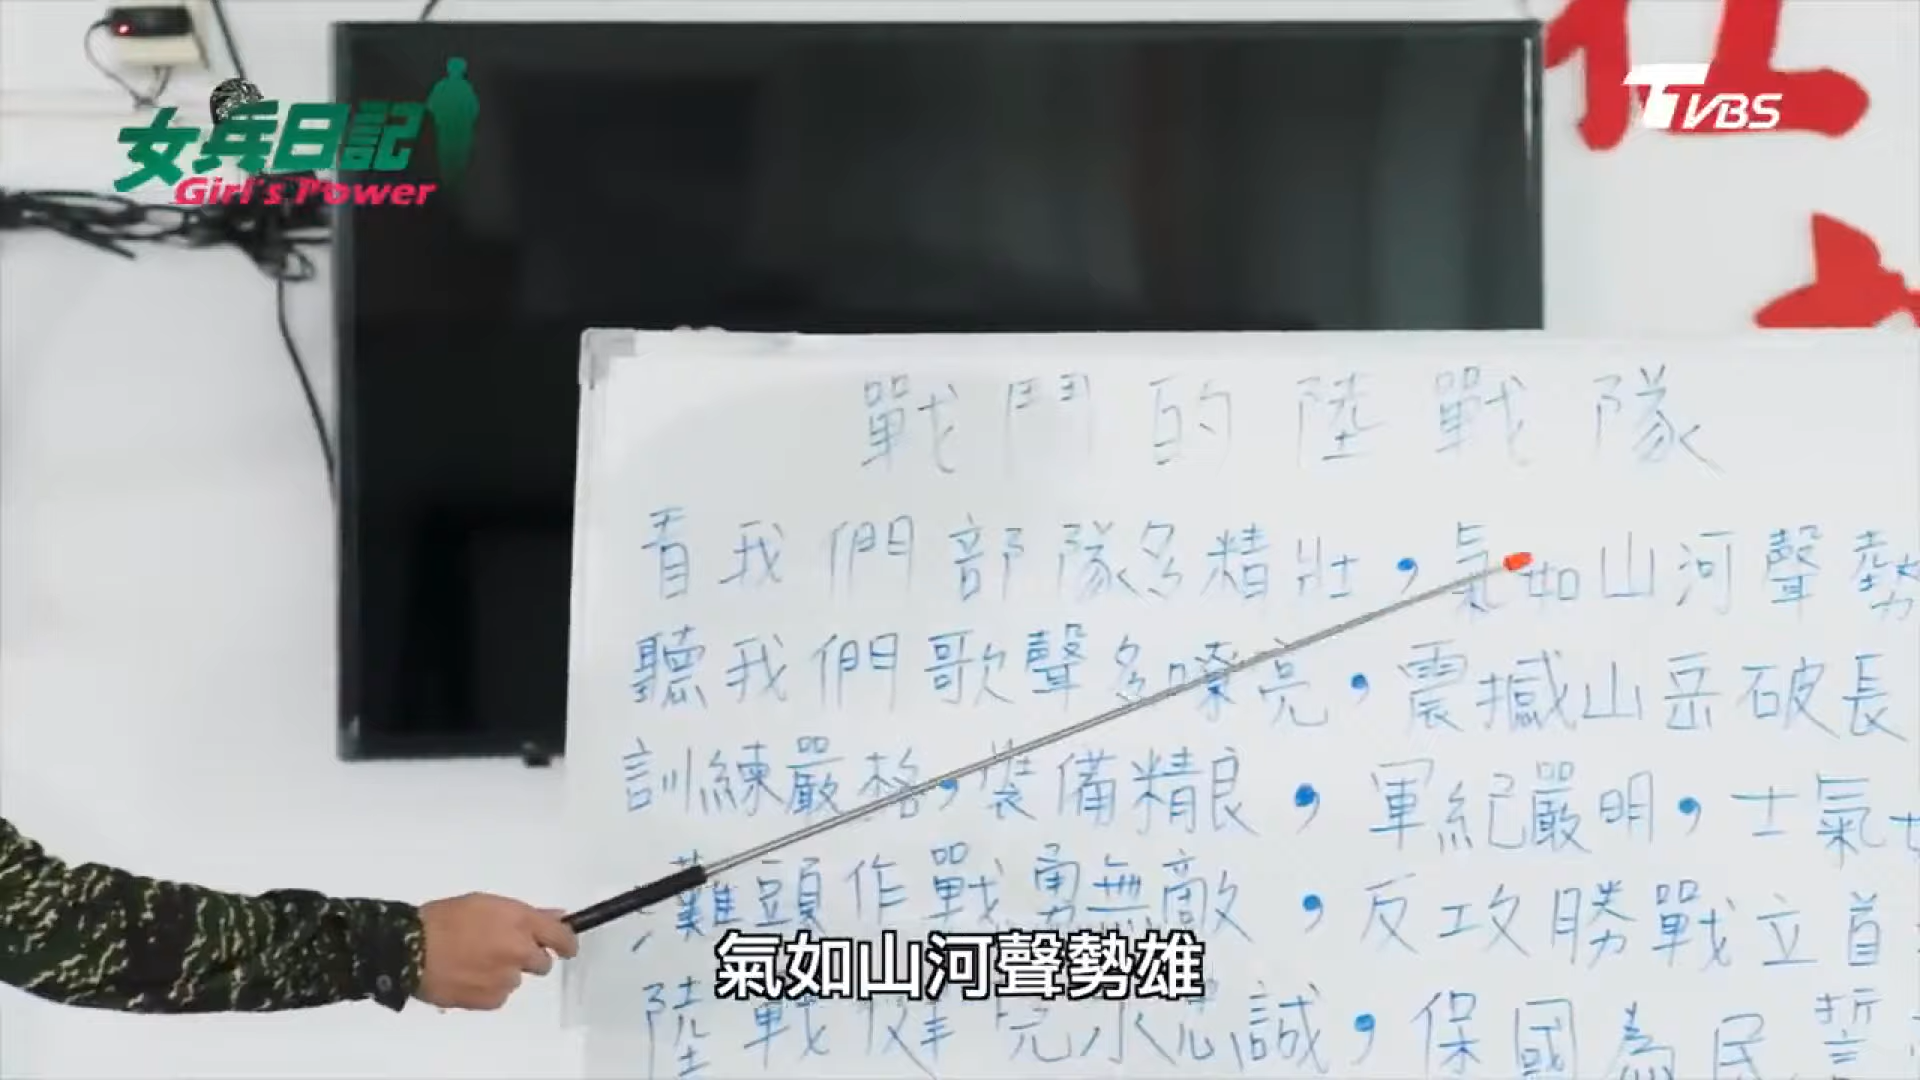 女兵日記
Girl's Power
TVBS
戰鬥的陸戰隊
看我們部隊多精壯，氣如山河聲勢
聽我們歌聲多嘹亮，震撼山岳破長
訓練嚴格，裝備精良，軍紀嚴明，士氣
灘頭作戰勇無敵，反攻勝戰立首
陸戰隊 永忠誠，保國為民誓
氣如山河聲勢雄